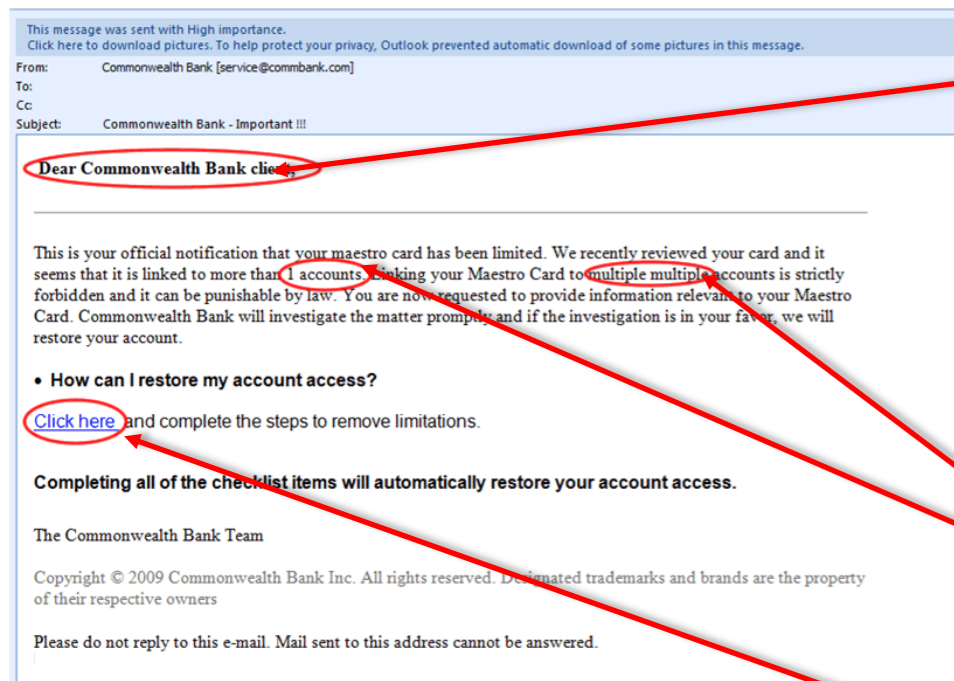 This message was sent with High importance.
Click here to download pictures. To help protect your privacy, Outlook prevented automatic download of some pictures in this message.
From: Commonwealth Bank [service@commbank.com]
To:
Cc:
Subject: Commonwealth Bank - Important !!!
Dear Commonwealth Bank client,
This is your official notification that your maestro card has been limited. We recently reviewed your card and it
seems that it is linked to more than 1 accounts. Linking your Maestro Card to multiple multiple accounts is strictly
forbidden and it can be punishable by law. You are now requested to provide information relevant to your Maestro
Card. Commonwealth Bank will investigate the matter promptly and if the investigation is in your favor, we will
restore your account.
• How can I restore my account access?
Click here and complete the steps to remove limitations.
Completing all of the checklist items will automatically restore your account access.
The Commonwealth Bank Team
Copyright © 2009 Commonwealth Bank Inc. All rights reserved. Designated trademarks and brands are the property
of their respective owners
Please do not reply to this e-mail. Mail sent to this address cannot be answered.